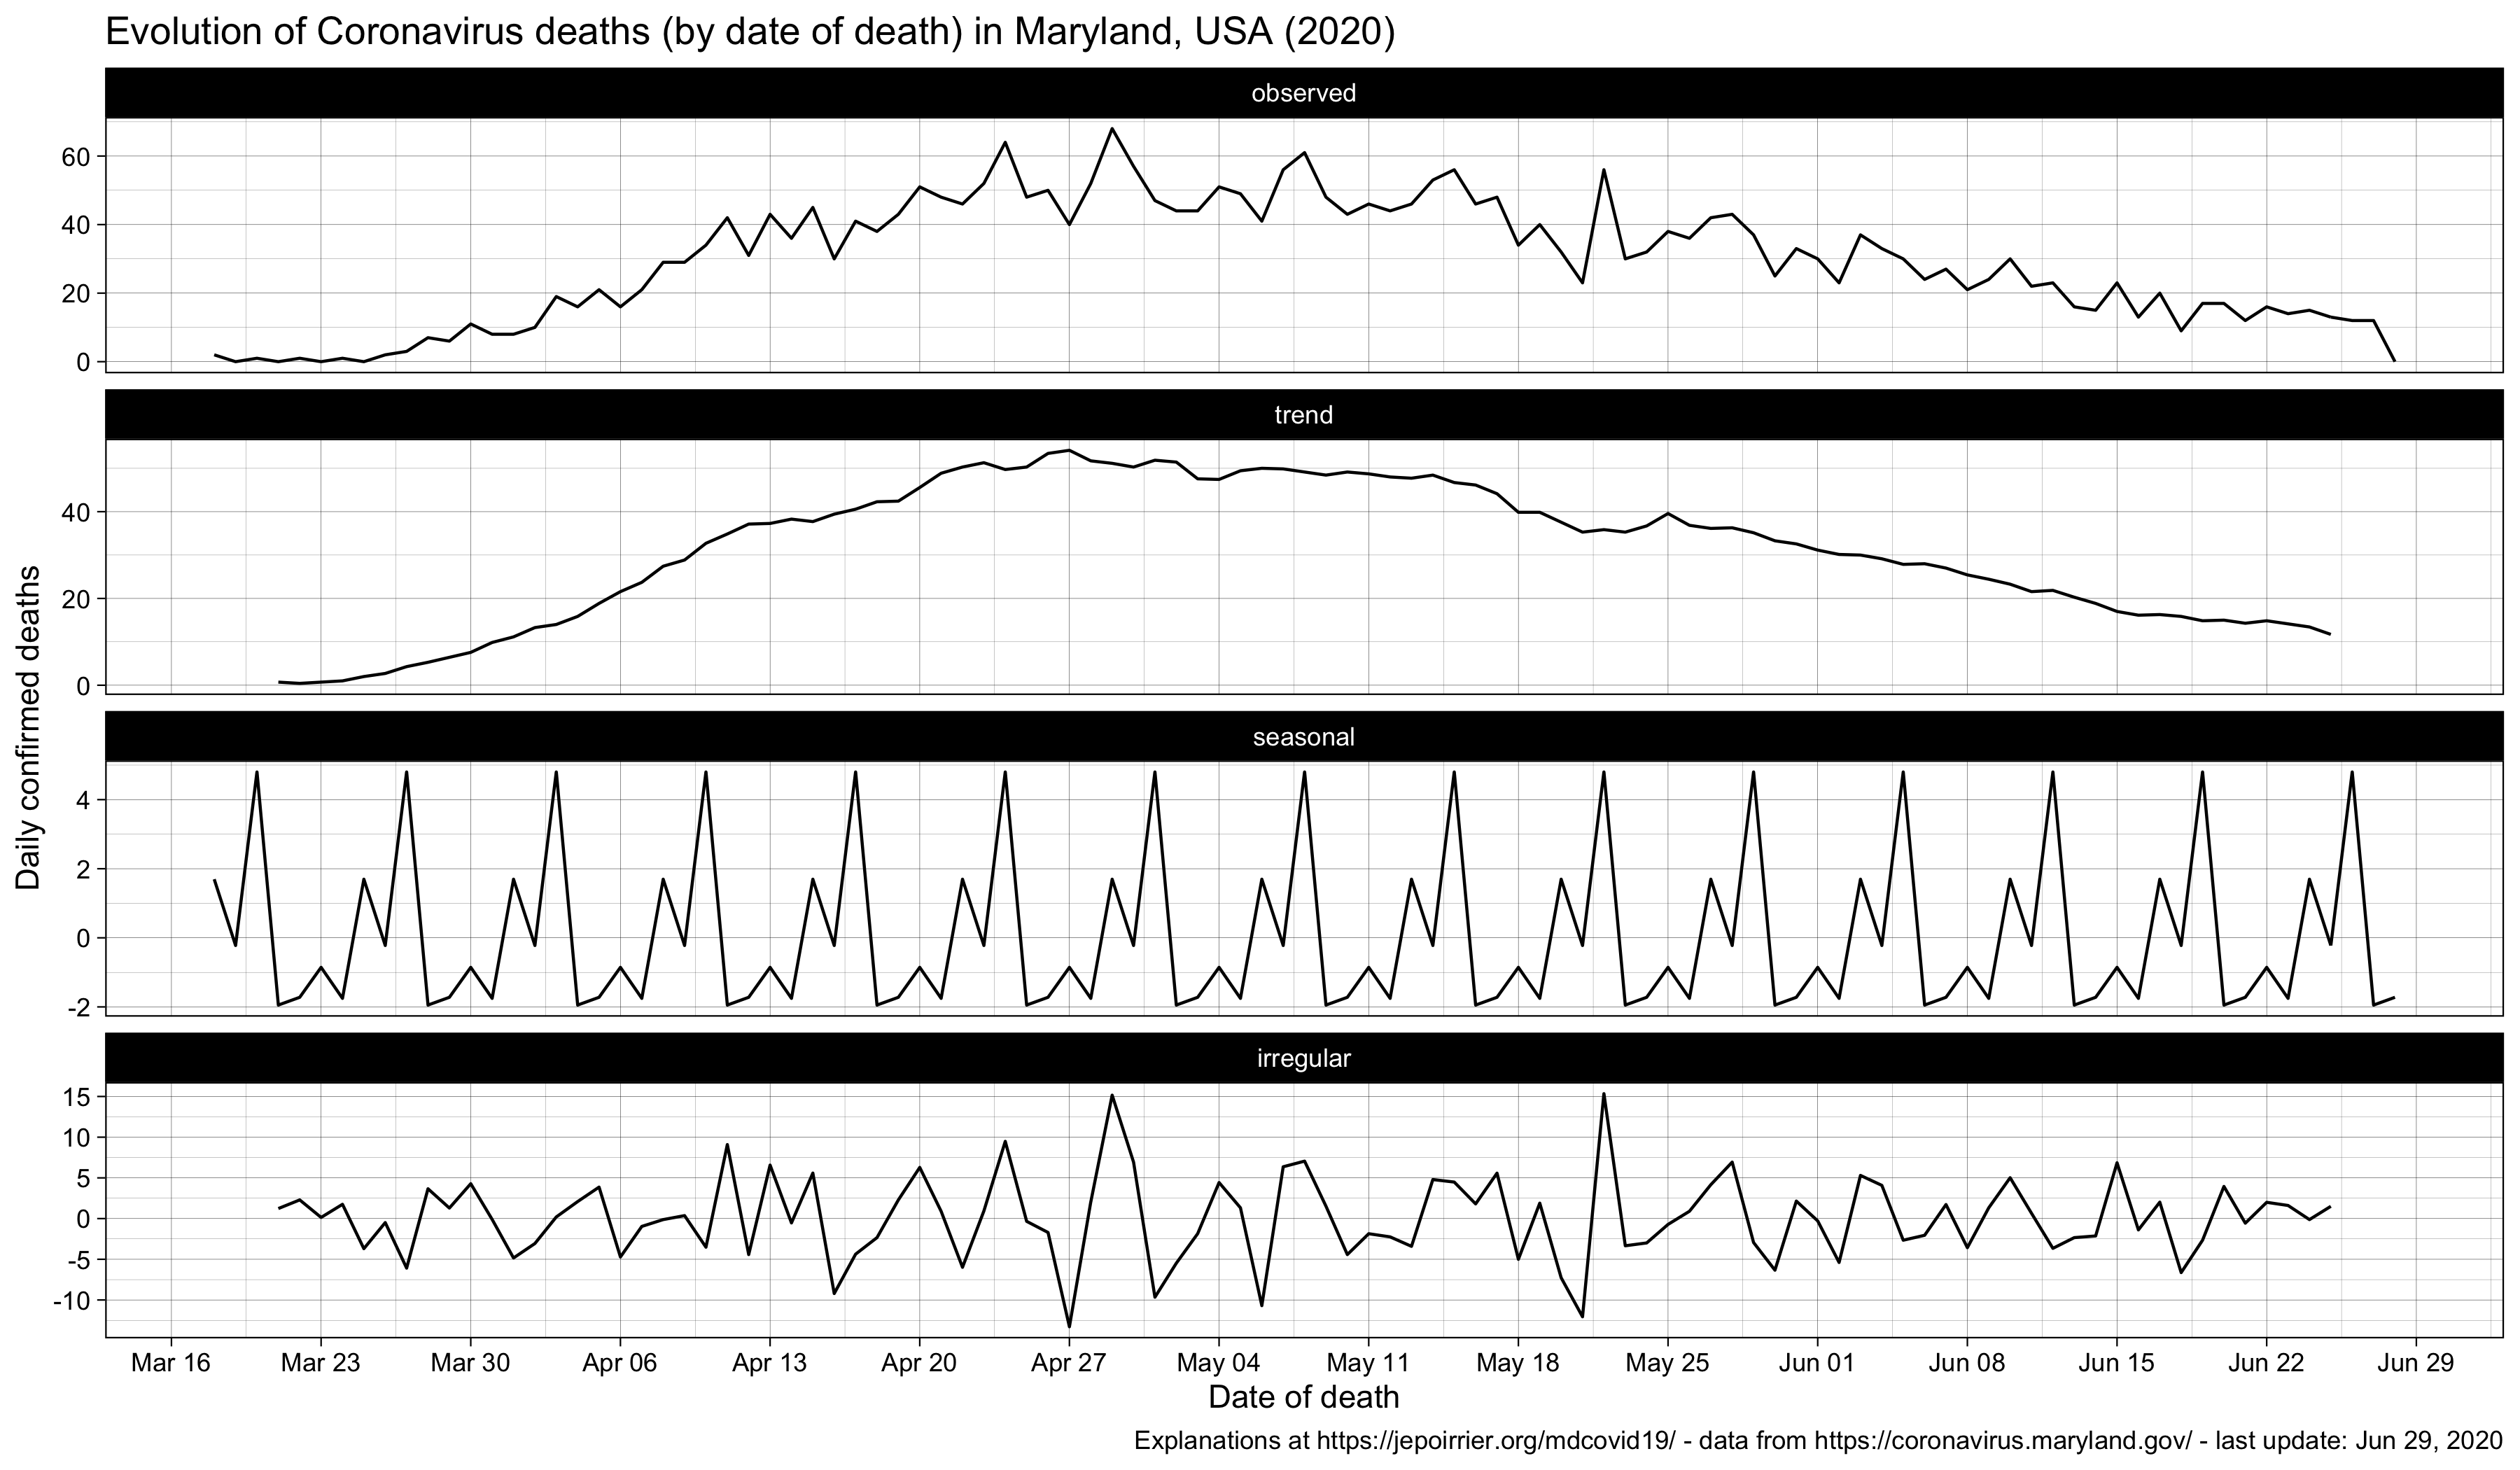 Evolution of Coronavirus deaths (by date of death) in Maryland, USA (2020)
observed
60
40
20
0
trend
40
20
0
Daily confirmed deaths
seasonal
4
2
0
-2
irregular
15
10
5
0
-5
-10
Mar 16 Mar 23 Mar 30 Apr 06 Apr 13 Apr 20 Apr 27 May 04 May 11 May 18 May 25 Jun 01 Jun 08 Jun 15 Jun 22 Jun 29
Date of death
Explanations at https://jepoirrier.org/mdcovid19/ - data from https://coronavirus.maryland.gov/ - last update: Jun 29, 2020